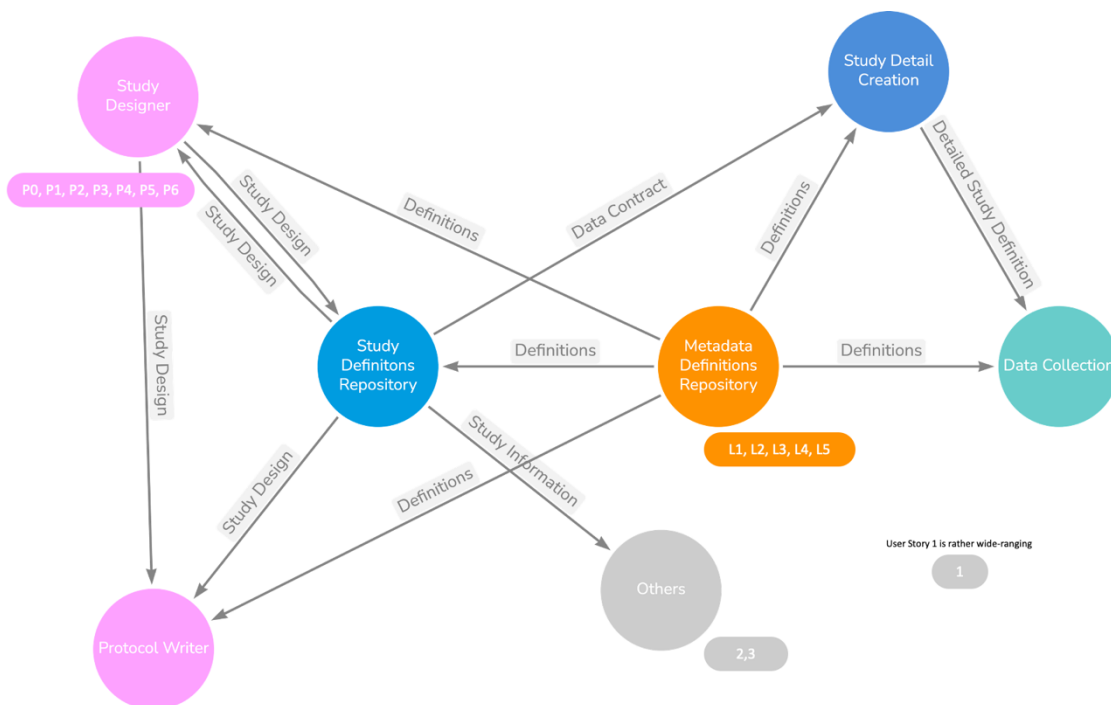 Study
Designer
P0, P1, P2, P3, P4, P5, P6
Study Design
Study Design
Definitions
Data Contract
Study Detail
Creation
Definitions
Detailed Study Definition
Study Design
Study
Definitons
Repository
Definitions
Metadata
Definitions
Repository
L1, L2, L3, L4, L5
Definitions
Data Collection
Study Design
Study Information
Definitions
User Story 1 is rather wide-ranging
1
Others
2,3
Protocol Writer